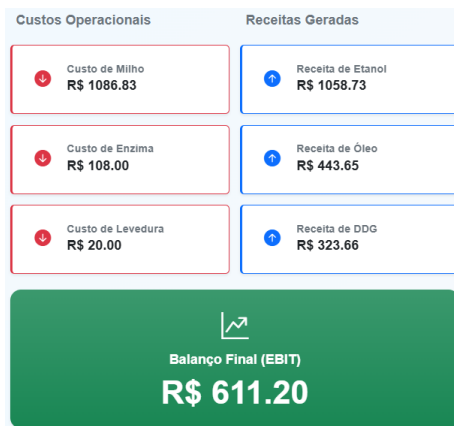 Custos Operacionais
Receitas Geradas
Custo de Milho
R$ 1086.83
Receita de Etanol
R$ 1058.73
Custo de Enzima
R$ 108.00
Receita de Òleo
R$ 443.65
Custo de Levedura
R$ 20.00
Receita de DDG
R$ 323.66
Balanço Final (EBIT)
R$ 611.20